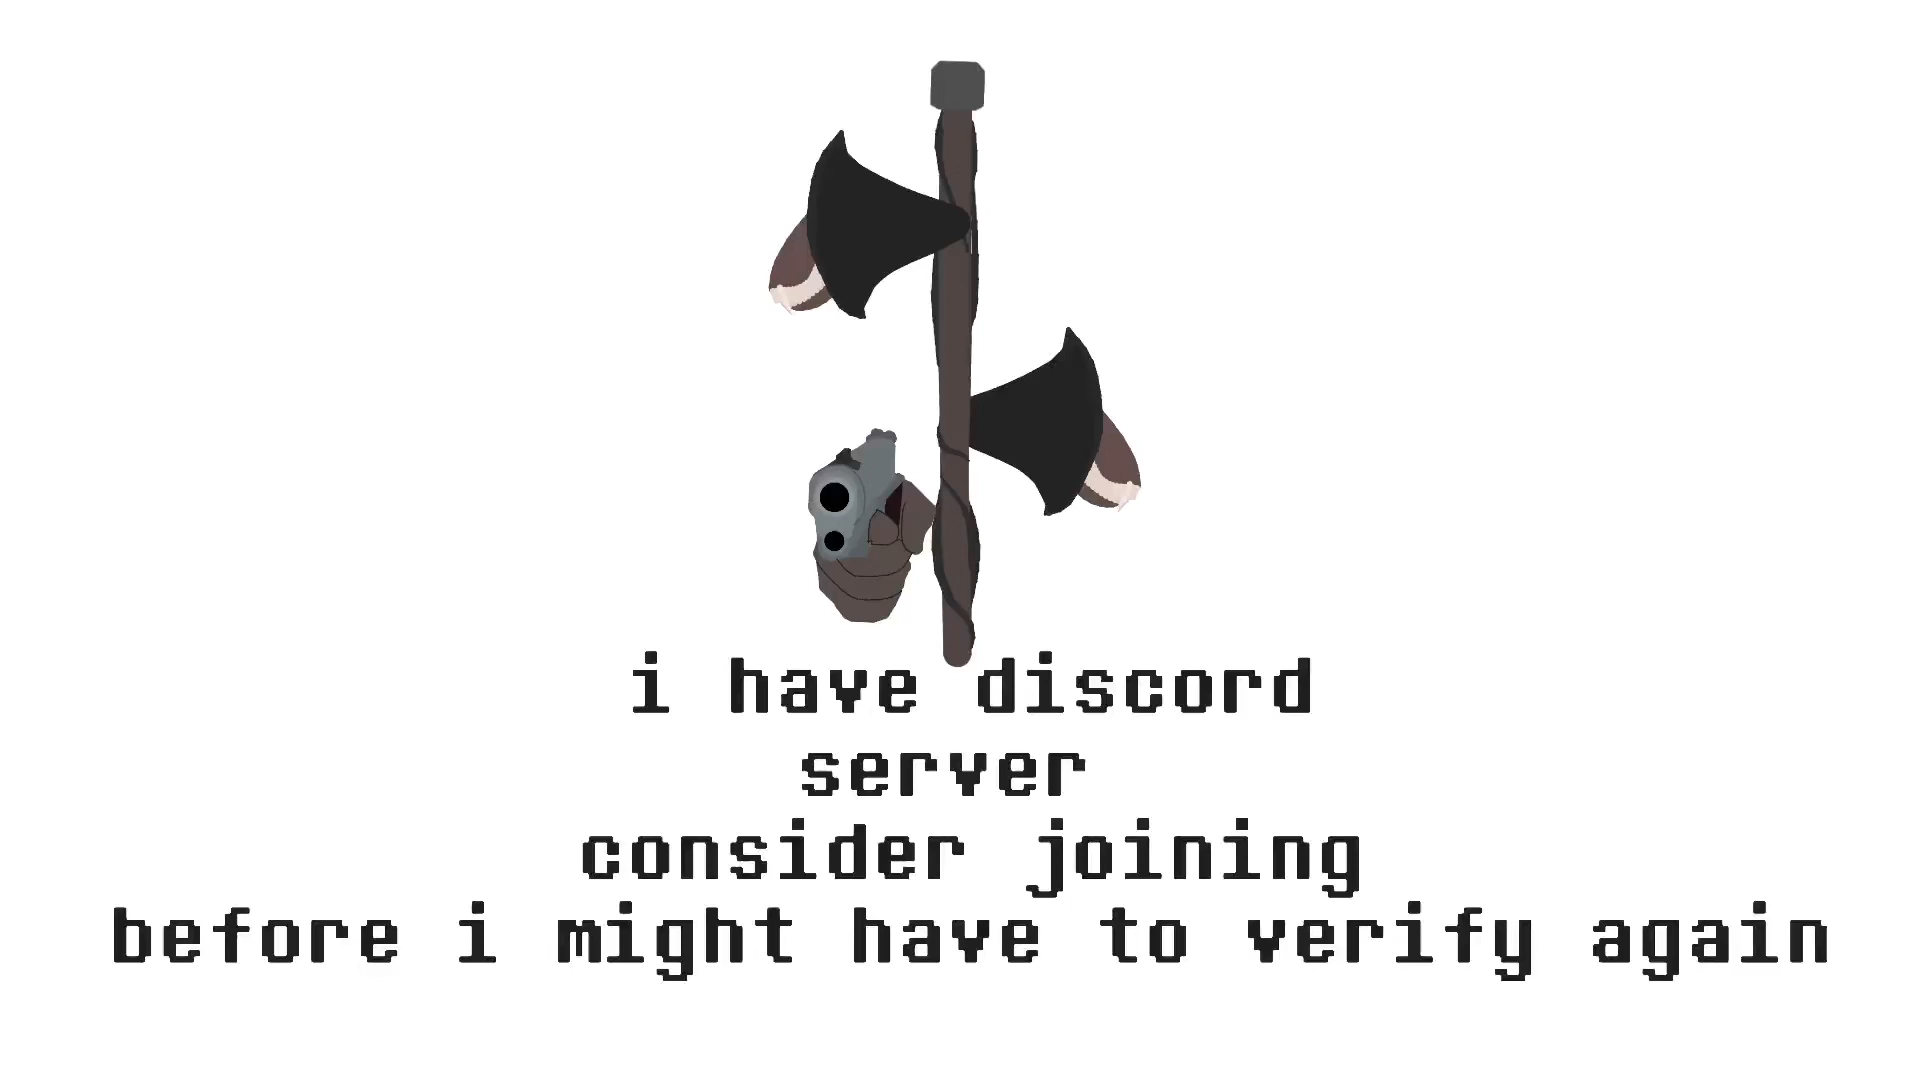 i have discord
server
consider joining
before i might have to verify again